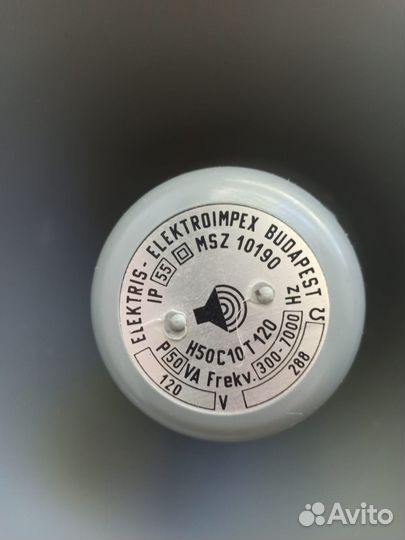 ELEKTRIS - ELEKTROIMPEX BUDAPEST
IP 55 MSZ 10190
H50C10T120
P 50 VA Frekv. 300-7000 Hz
120 V 288 Ω
Avito